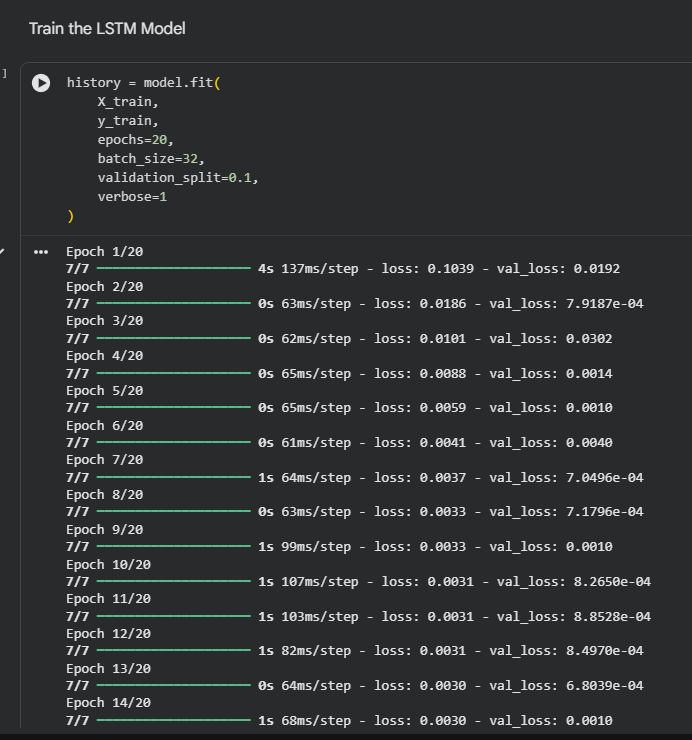 Train the LSTM Model
]
history = model.fit(
    X_train,
    y_train,
    epochs=20,
    batch_size=32,
    validation_split=0.1,
    verbose=1
)
Epoch 1/20
7/7 ━━━━━━━━━━━━━━━━━━━━ 4s 137ms/step - loss: 0.1039 - val_loss: 0.0192
Epoch 2/20
7/7 ━━━━━━━━━━━━━━━━━━━━ 0s 63ms/step - loss: 0.0186 - val_loss: 7.9187e-04
Epoch 3/20
7/7 ━━━━━━━━━━━━━━━━━━━━ 0s 62ms/step - loss: 0.0101 - val_loss: 0.0302
Epoch 4/20
7/7 ━━━━━━━━━━━━━━━━━━━━ 0s 65ms/step - loss: 0.0088 - val_loss: 0.0014
Epoch 5/20
7/7 ━━━━━━━━━━━━━━━━━━━━ 0s 65ms/step - loss: 0.0059 - val_loss: 0.0010
Epoch 6/20
7/7 ━━━━━━━━━━━━━━━━━━━━ 0s 61ms/step - loss: 0.0041 - val_loss: 0.0040
Epoch 7/20
7/7 ━━━━━━━━━━━━━━━━━━━━ 1s 64ms/step - loss: 0.0037 - val_loss: 7.0496e-04
Epoch 8/20
7/7 ━━━━━━━━━━━━━━━━━━━━ 0s 63ms/step - loss: 0.0033 - val_loss: 7.1796e-04
Epoch 9/20
7/7 ━━━━━━━━━━━━━━━━━━━━ 1s 99ms/step - loss: 0.0033 - val_loss: 0.0010
Epoch 10/20
7/7 ━━━━━━━━━━━━━━━━━━━━ 1s 107ms/step - loss: 0.0031 - val_loss: 8.2650e-04
Epoch 11/20
7/7 ━━━━━━━━━━━━━━━━━━━━ 1s 103ms/step - loss: 0.0031 - val_loss: 8.8528e-04
Epoch 12/20
7/7 ━━━━━━━━━━━━━━━━━━━━ 1s 82ms/step - loss: 0.0031 - val_loss: 8.4970e-04
Epoch 13/20
7/7 ━━━━━━━━━━━━━━━━━━━━ 0s 64ms/step - loss: 0.0030 - val_loss: 6.8039e-04
Epoch 14/20
7/7 ━━━━━━━━━━━━━━━━━━━━ 1s 68ms/step - loss: 0.0030 - val_loss: 0.0010